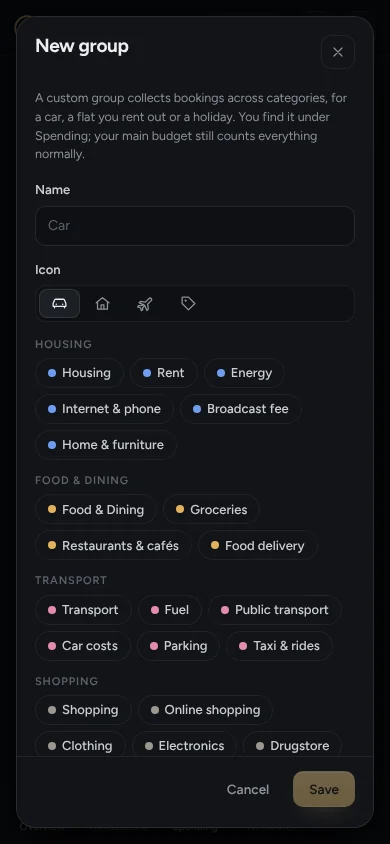 New group
A custom group collects bookings across categories, for
a car, a flat you rent out or a holiday. You find it under
Spending; your main budget still counts everything
normally.
Name
Car
Icon
HOUSING
Housing Rent Energy
Internet & phone Broadcast fee
Home & furniture
FOOD & DINING
Food & Dining Groceries
Restaurants & cafés Food delivery
TRANSPORT
Transport Fuel Public transport
Car costs Parking Taxi & rides
SHOPPING
Shopping Online shopping
Clothing Electronics Drugstore
Cancel Save